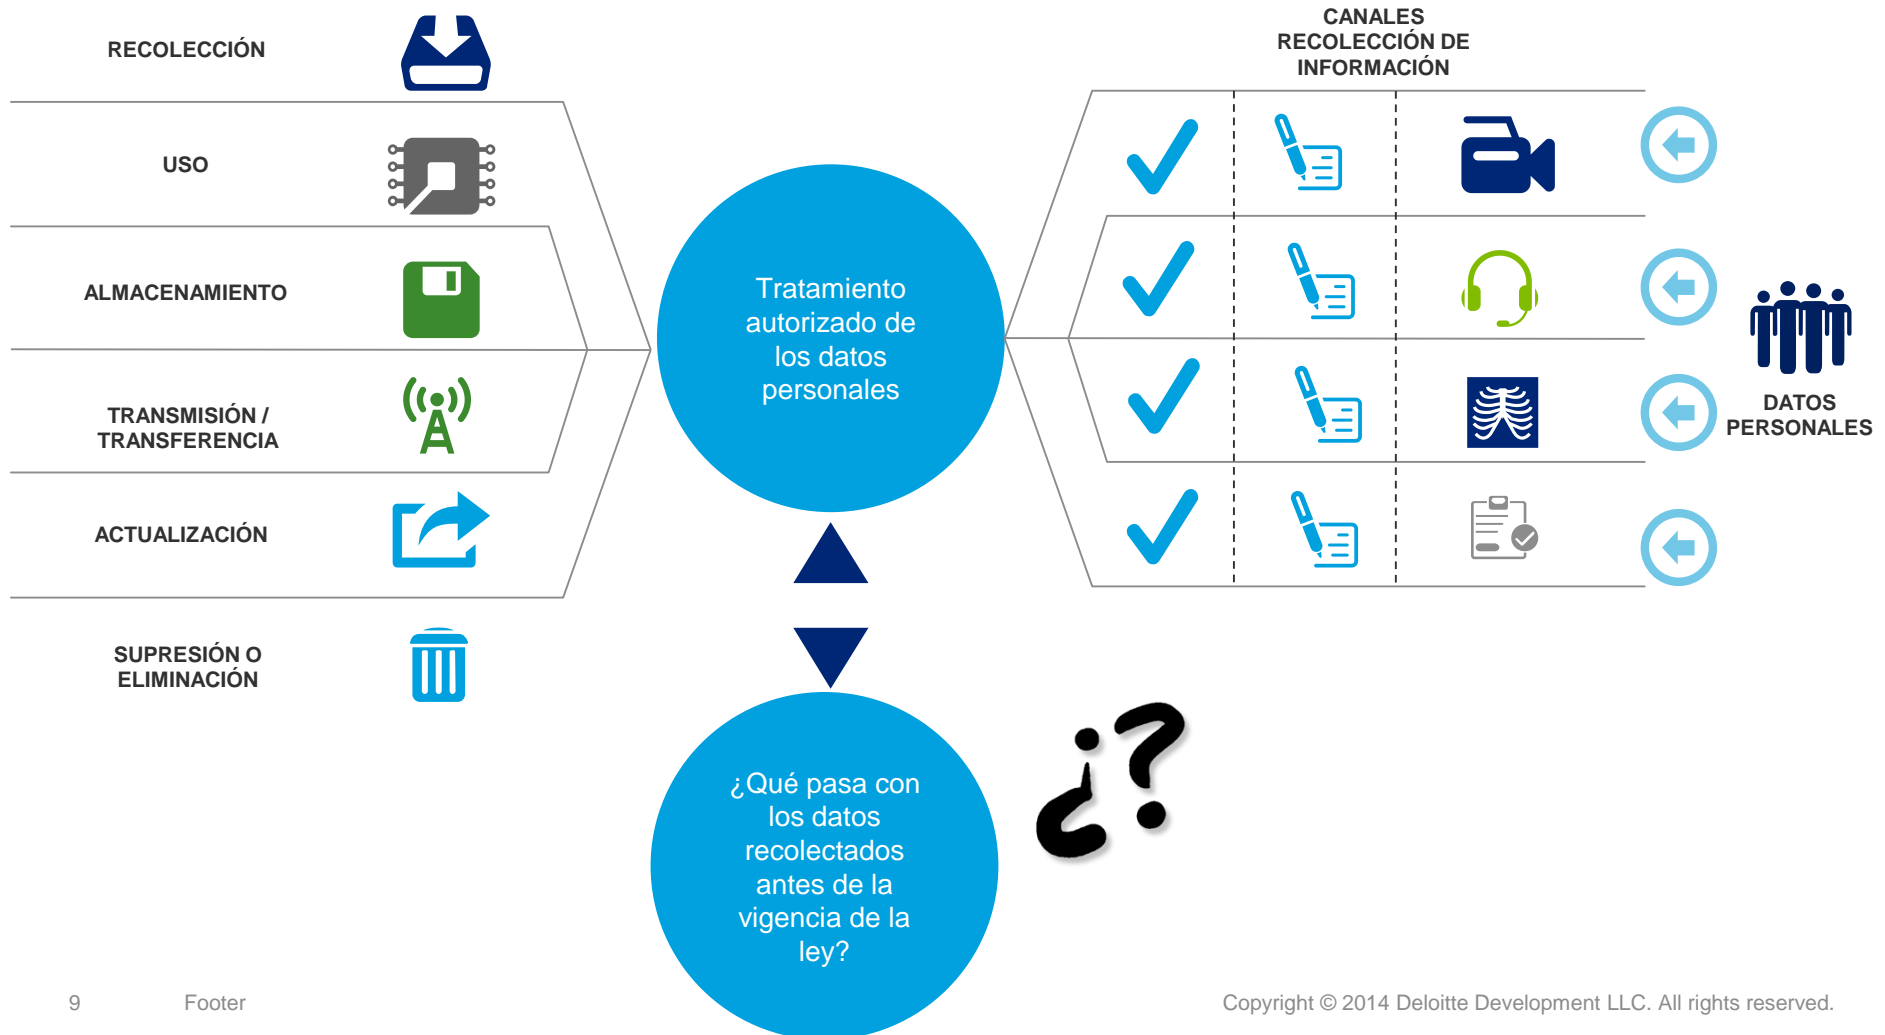 RECOLECCIÓN
USO
ALMACENAMIENTO
TRANSMISIÓN /
TRANSFERENCIA
ACTUALIZACIÓN
SUPRESIÓN O
ELIMINACIÓN
Tratamiento
autorizado de
los datos
personales
¿Qué pasa con
los datos
recolectados
antes de la
vigencia de la
ley?
CANALES
RECOLECCIÓN DE
INFORMACIÓN
DATOS
PERSONALES
¿?
9 Footer
Copyright © 2014 Deloitte Development LLC. All rights reserved.